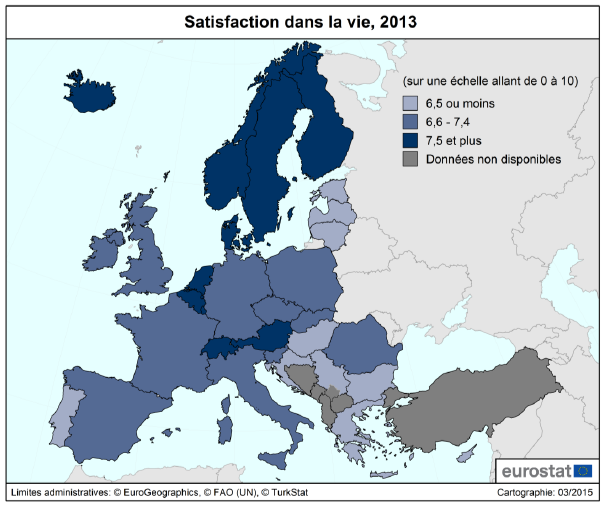 Satisfaction dans la vie, 2013
(sur une échelle allant de 0 à 10)
6,5 ou moins
6,6 - 7,4
7,5 et plus
Données non disponibles
eurostat
Limites administratives: © EuroGeographics, © FAO (UN), © TurkStat
Cartographie: 03/2015